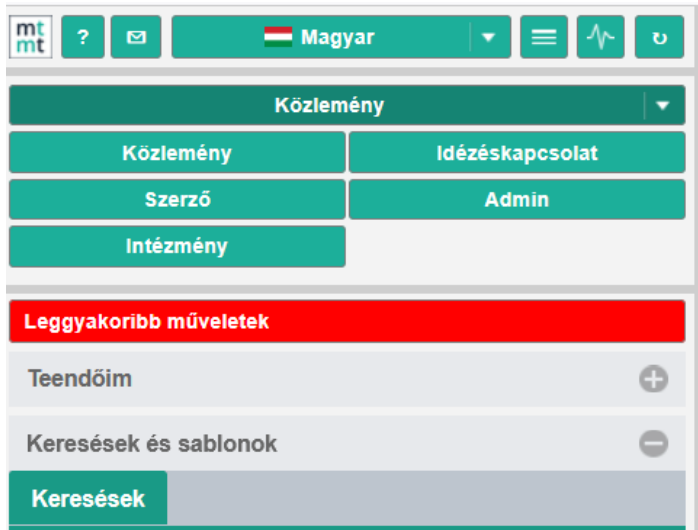 mt
mt
?
Magyar
Közlemény
Közlemény
Idézéskapcsolat
Szerző
Admin
Intézmény
Leggyakoribb műveletek
Teendőim
Keresések és sablonok
Keresések